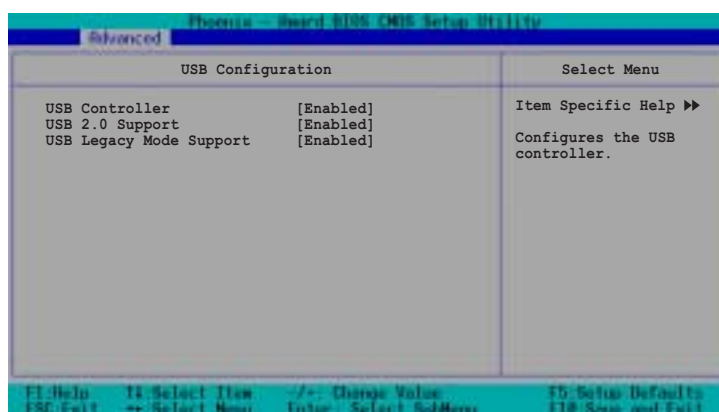 Phoenix - Award BIOS CMOS Setup Utility
Advanced
USB Configuration
Select Menu
USB Controller [Enabled]
USB 2.0 Support [Enabled]
USB Legacy Mode Support [Enabled]
Item Specific Help ▶▶
Configures the USB
controller.
F1:Help ↑↓:Select Item -/+: Change Value F5:Setup Defaults
ESC:Exit ↔:Select Menu Enter: Select SubMenu F10:Save and Exit